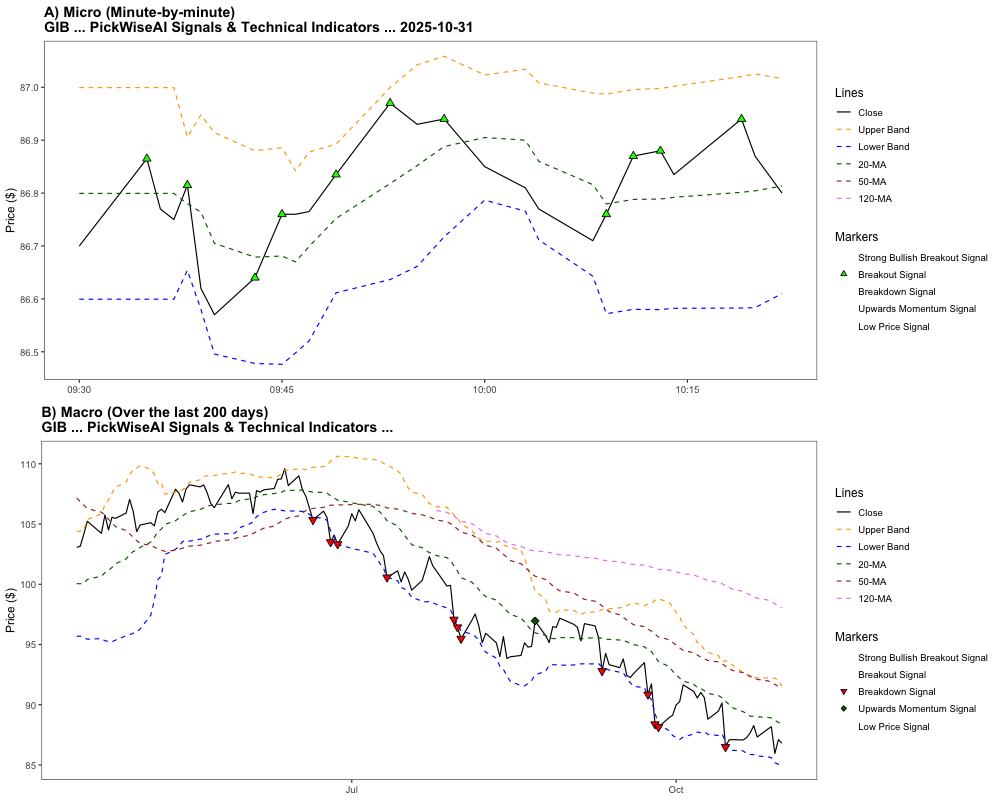 A) Micro (Minute-by-minute)
GIB ... PickWiseAI Signals & Technical Indicators ... 2025-10-31
Price ($)
87.0
86.9
86.8
86.7
86.6
86.5
09:30
09:45
10:00
10:15
Lines
Close
Upper Band
Lower Band
20-MA
50-MA
120-MA
Markers
Strong Bullish Breakout Signal
Breakout Signal
Breakdown Signal
Upwards Momentum Signal
Low Price Signal
B) Macro (Over the last 200 days)
GIB ... PickWiseAI Signals & Technical Indicators ...
Price ($)
110
105
100
95
90
85
Jul
Oct
Lines
Close
Upper Band
Lower Band
20-MA
50-MA
120-MA
Markers
Strong Bullish Breakout Signal
Breakout Signal
Breakdown Signal
Upwards Momentum Signal
Low Price Signal